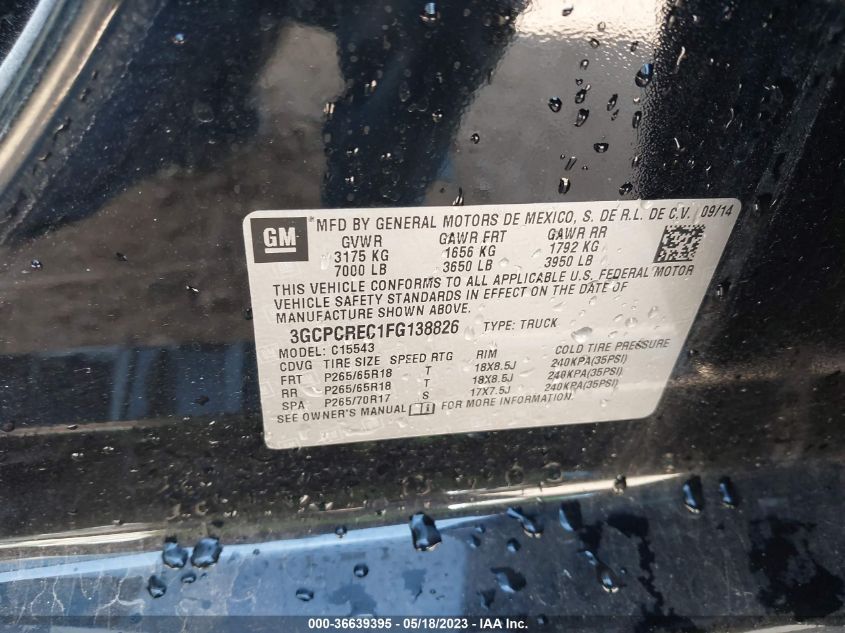 GM
*MFD BY GENERAL MOTORS DE MEXICO, S. DE R.L. DE C.V. 09/14
GVWR GAWR FRT GAWR RR
3175 KG 1656 KG 1792 KG
7000 LB 3650 LB 3950 LB
THIS VEHICLE CONFORMS TO ALL APPLICABLE U.S. FEDERAL MOTOR
VEHICLE SAFETY STANDARDS IN EFFECT ON THE DATE OF
MANUFACTURE SHOWN ABOVE.
3GCPCREC1FG138826 TYPE: TRUCK
MODEL: C15543
CDVG TIRE SIZE SPEED RTG RIM COLD TIRE PRESSURE
FRT P265/65R18 T 18X8.5J 240KPA(35PSI)
RR P265/65R18 T 18X8.5J 240KPA(35PSI)
SPA P265/70R17 S 17X7.5J 240KPA(35PSI)
SEE OWNER'S MANUAL FOR MORE INFORMATION.
000-36639395 - 05/18/2023 - IAA Inc.